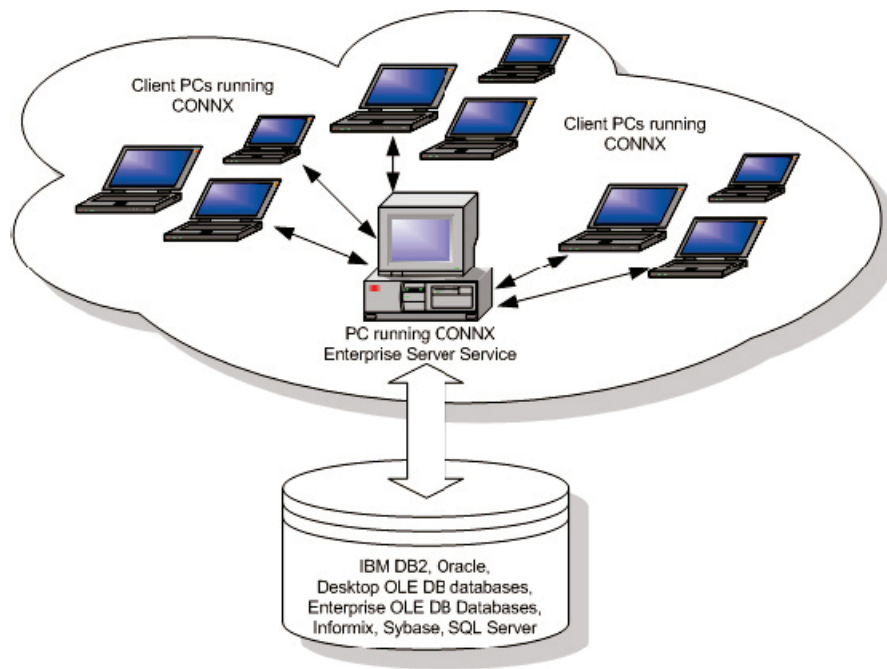 Client PCs running
CONNX
Client PCs running
CONNX
PC running CONNX
Enterprise Server Service
IBM DB2, Oracle,
Desktop OLE DB databases,
Enterprise OLE DB Databases,
Informix, Sybase, SQL Server